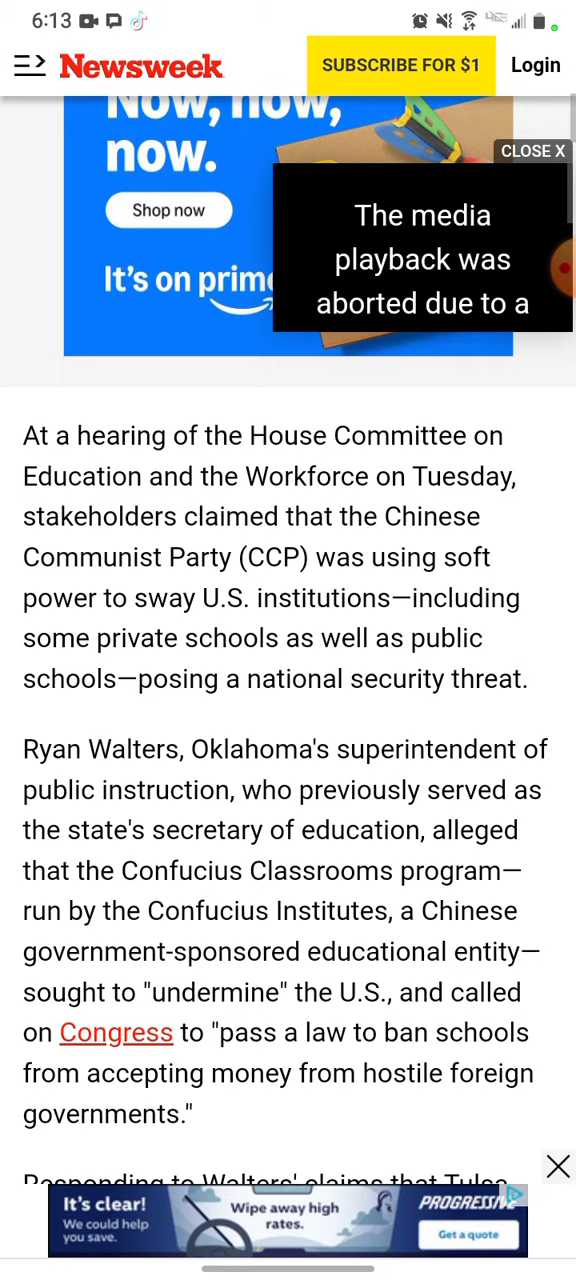 6:13
Newsweek
SUBSCRIBE FOR $1
Login
Now, now,
now.
CLOSE X
Shop now
The media
playback was
aborted due to a
It's on prime
At a hearing of the House Committee on
Education and the Workforce on Tuesday,
stakeholders claimed that the Chinese
Communist Party (CCP) was using soft
power to sway U.S. institutions—including
some private schools as well as public
schools—posing a national security threat.
Ryan Walters, Oklahoma's superintendent of
public instruction, who previously served as
the state's secretary of education, alleged
that the Confucius Classrooms program—
run by the Confucius Institutes, a Chinese
government-sponsored educational entity—
sought to "undermine" the U.S., and called
on Congress to "pass a law to ban schools
from accepting money from hostile foreign
governments."
Responding to Walters' claims that Tulsa
It's clear!
We could help
you save.
Wipe away high
rates.
PROGRESSIVE
Get a quote